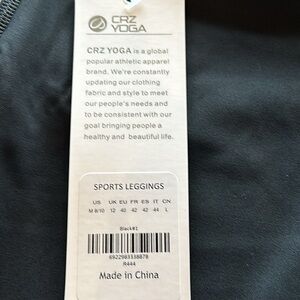 CRZ
YOGA
CRZ YOGA is a global
popular athletic apparel
brand. We're constantly
updating our clothing
fabric and style to meet
our people's needs and
to be consistent with our
goal bringing people a
healthy and beautiful life.
SPORTS LEGGINGS
US UK EU FR ES IT CN
M 8/10 12 40 42 42 44 L
Black#1
6922903338878
R444
Made in China